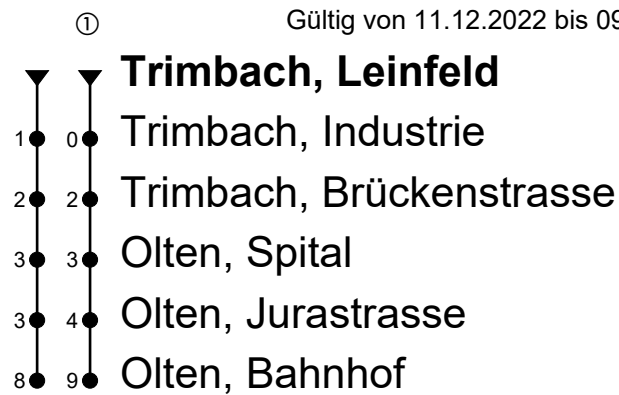 ① Gültig von 11.12.2022 bis 09
Trimbach, Leinfeld
1 0 Trimbach, Industrie
2 2 Trimbach, Brückenstrasse
3 3 Olten, Spital
3 4 Olten, Jurastrasse
8 9 Olten, Bahnhof